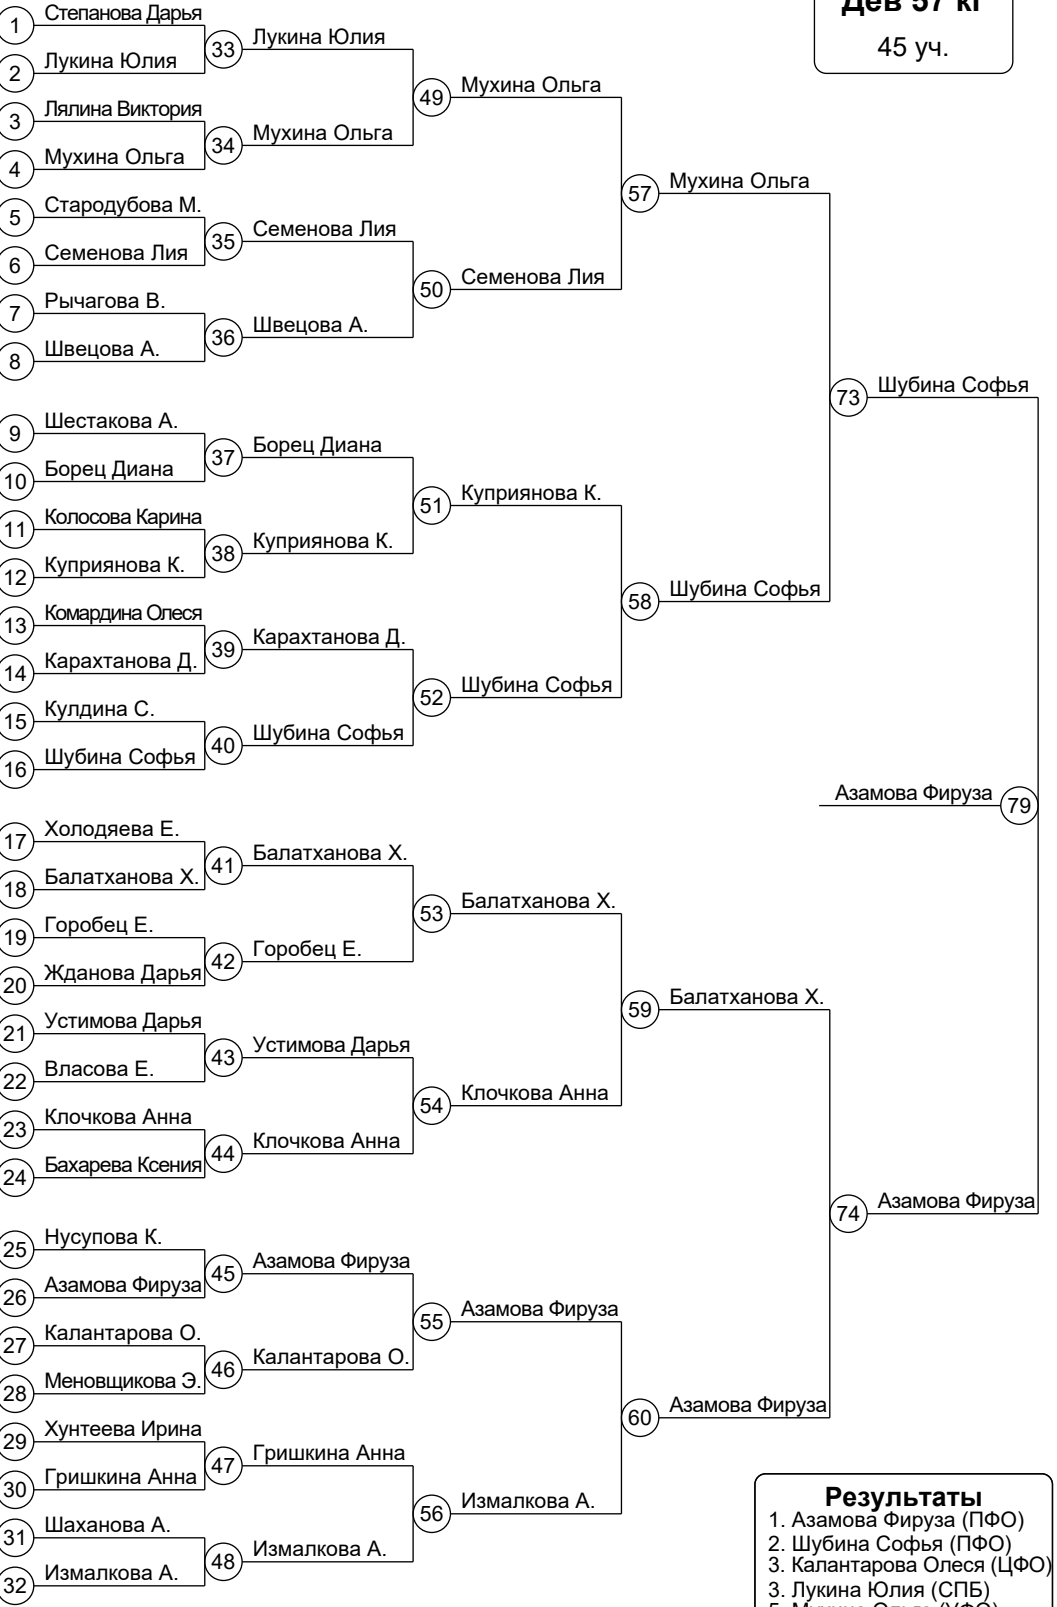 Дев 57 кг
45 уч.
1 Степанова Дарья
2 Лукина Юлия
3 Лялина Виктория
4 Мухина Ольга
5 Стародубова М.
6 Семенова Лия
7 Рычагова В.
8 Швецова А.
9 Шестакова А.
10 Борец Диана
11 Колосова Карина
12 Куприянова К.
13 Комардина Олеся
14 Карахтанова Д.
15 Кулдина С.
16 Шубина Софья
17 Холодяева Е.
18 Балатханова Х.
19 Горобец Е.
20 Жданова Дарья
21 Устимова Дарья
22 Власова Е.
23 Клочкова Анна
24 Бахарева Ксения
25 Нусупова К.
26 Азамова Фируза
27 Калантарова О.
28 Меновщикова Э.
29 Хунтеева Ирина
30 Гришкина Анна
31 Шаханова А.
32 Измалкова А.
33 Лукина Юлия
34 Мухина Ольга
35 Семенова Лия
36 Швецова А.
37 Борец Диана
38 Куприянова К.
39 Карахтанова Д.
40 Шубина Софья
41 Балатханова Х.
42 Горобец Е.
43 Устимова Дарья
44 Клочкова Анна
45 Азамова Фируза
46 Калантарова О.
47 Гришкина Анна
48 Измалкова А.
49 Мухина Ольга
50 Семенова Лия
51 Куприянова К.
52 Шубина Софья
53 Балатханова Х.
54 Клочкова Анна
55 Азамова Фируза
56 Измалкова А.
57 Мухина Ольга
58 Шубина Софья
59 Балатханова Х.
60 Азамова Фируза
73 Шубина Софья
74 Азамова Фируза
Азамова Фируза 79
Результаты
1. Азамова Фируза (ПФО)
2. Шубина Софья (ПФО)
3. Калантарова Олеся (ЦФО)
3. Лукина Юлия (СПБ)
5. Мухина Ольга (УФО)